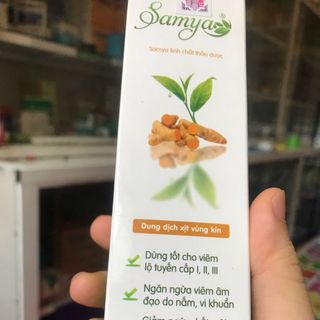 Samya®
Samya tinh chất thảo dược
Dung dịch xịt vùng kín
Dùng tốt cho viêm
lộ tuyến cấp I, II, III
Ngăn ngừa viêm âm
đạo do nấm, vi khuẩn